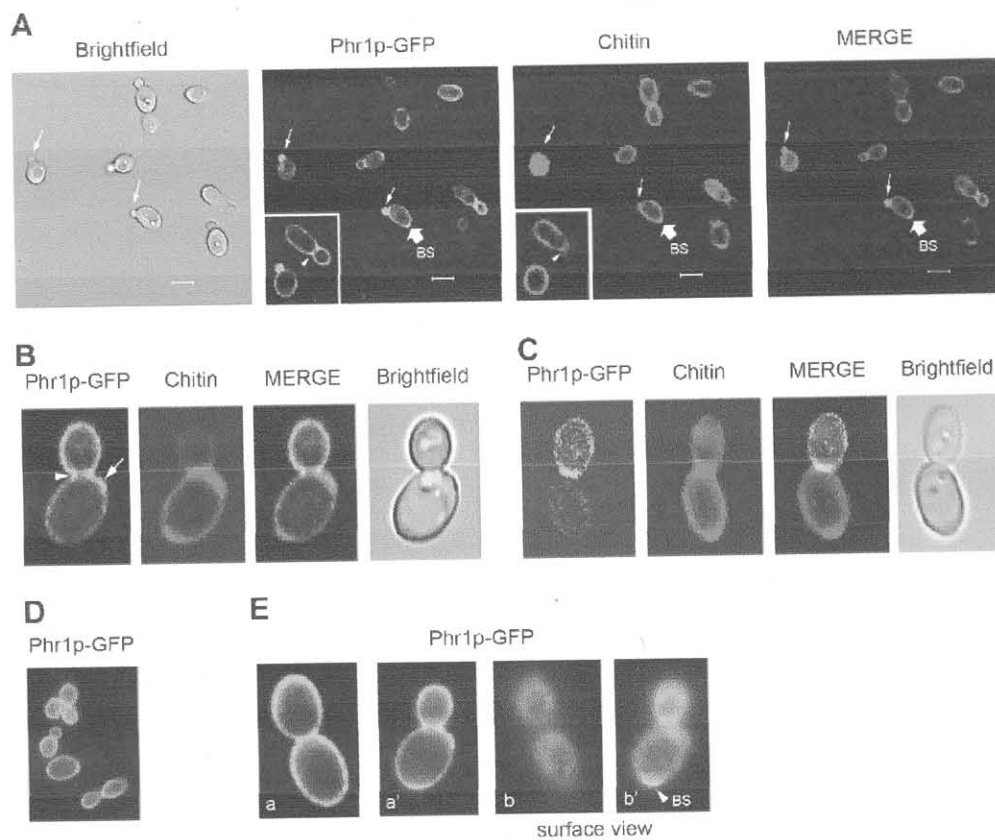 A
Brightfield
Phr1p-GFP
Chitin
MERGE
BS
BS
BS
B
Phr1p-GFP
Chitin
MERGE
Brightfield
C
Phr1p-GFP
Chitin
MERGE
Brightfield
D
Phr1p-GFP
E
Phr1p-GFP
a
a'
b
b'
BS
surface view